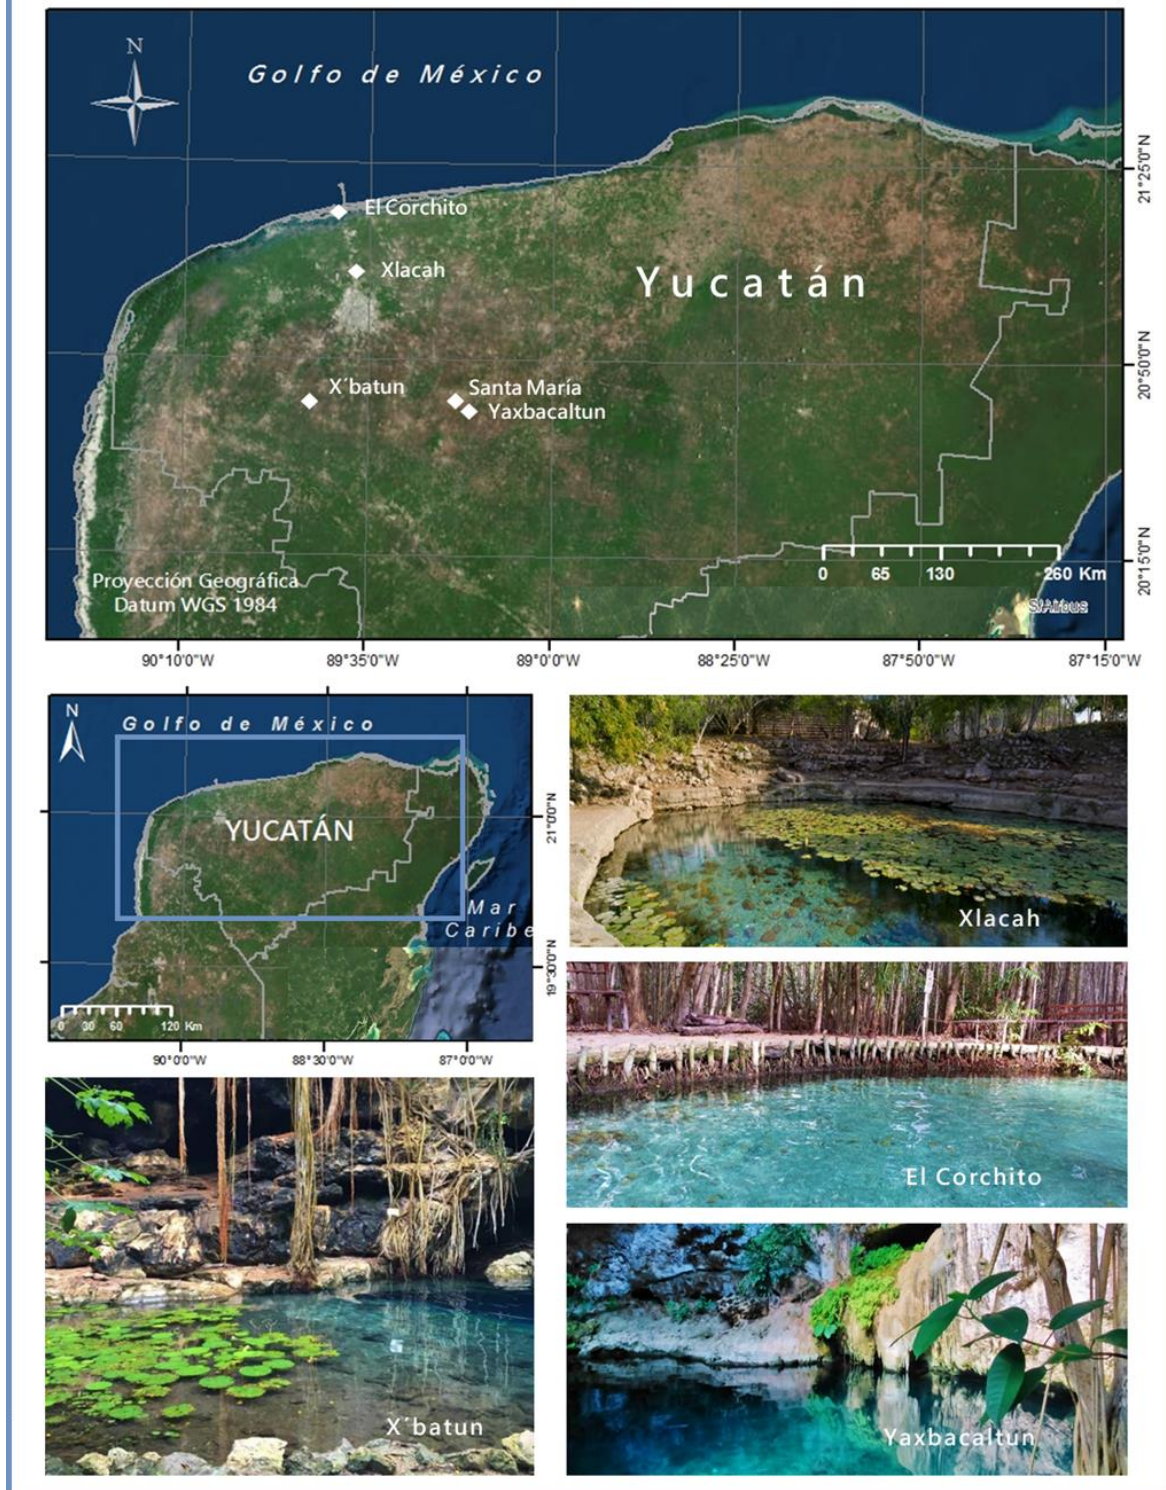 N
Golfo de México
El Corchito
Xlacah
Yucatán
X´batun
Santa María
Yaxbacaltun
Proyección Geográfica
Datum WGS 1984
0 65 130 260 Km
S/Airbus
21°25'0"N
20°50'0"N
20°15'0"N
90°10'0"W 89°35'0"W 89°0'0"W 88°25'0"W 87°50'0"W 87°15'0"W
N
Golfo de México
YUCATÁN
Mar
Caribe
0 30 60 120 Km
21°0'0"N
19°30'0"N
90°0'0"W 88°30'0"W 87°0'0"W
Xlacah
El Corchito
X´batun
Yaxbacaltun